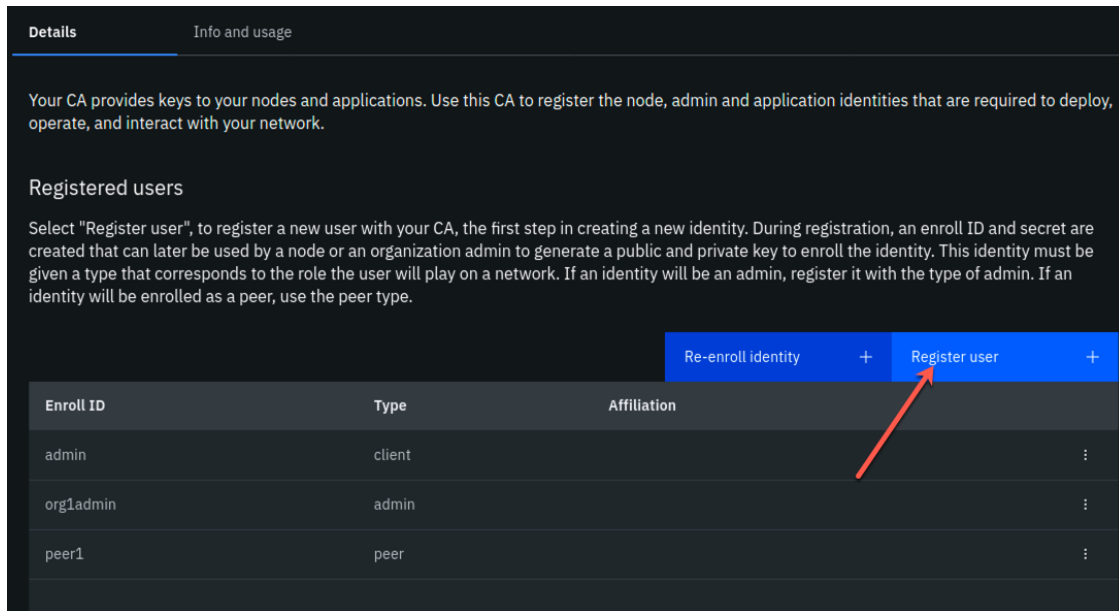 Details
Info and usage
Your CA provides keys to your nodes and applications. Use this CA to register the node, admin and application identities that are required to deploy,
operate, and interact with your network.
Registered users
Select "Register user", to register a new user with your CA, the first step in creating a new identity. During registration, an enroll ID and secret are
created that can later be used by a node or an organization admin to generate a public and private key to enroll the identity. This identity must be
given a type that corresponds to the role the user will play on a network. If an identity will be an admin, register it with the type of admin. If an
identity will be enrolled as a peer, use the peer type.
Re-enroll identity +
Register user +
Enroll ID Type Affiliation
admin client
org1admin admin
peer1 peer